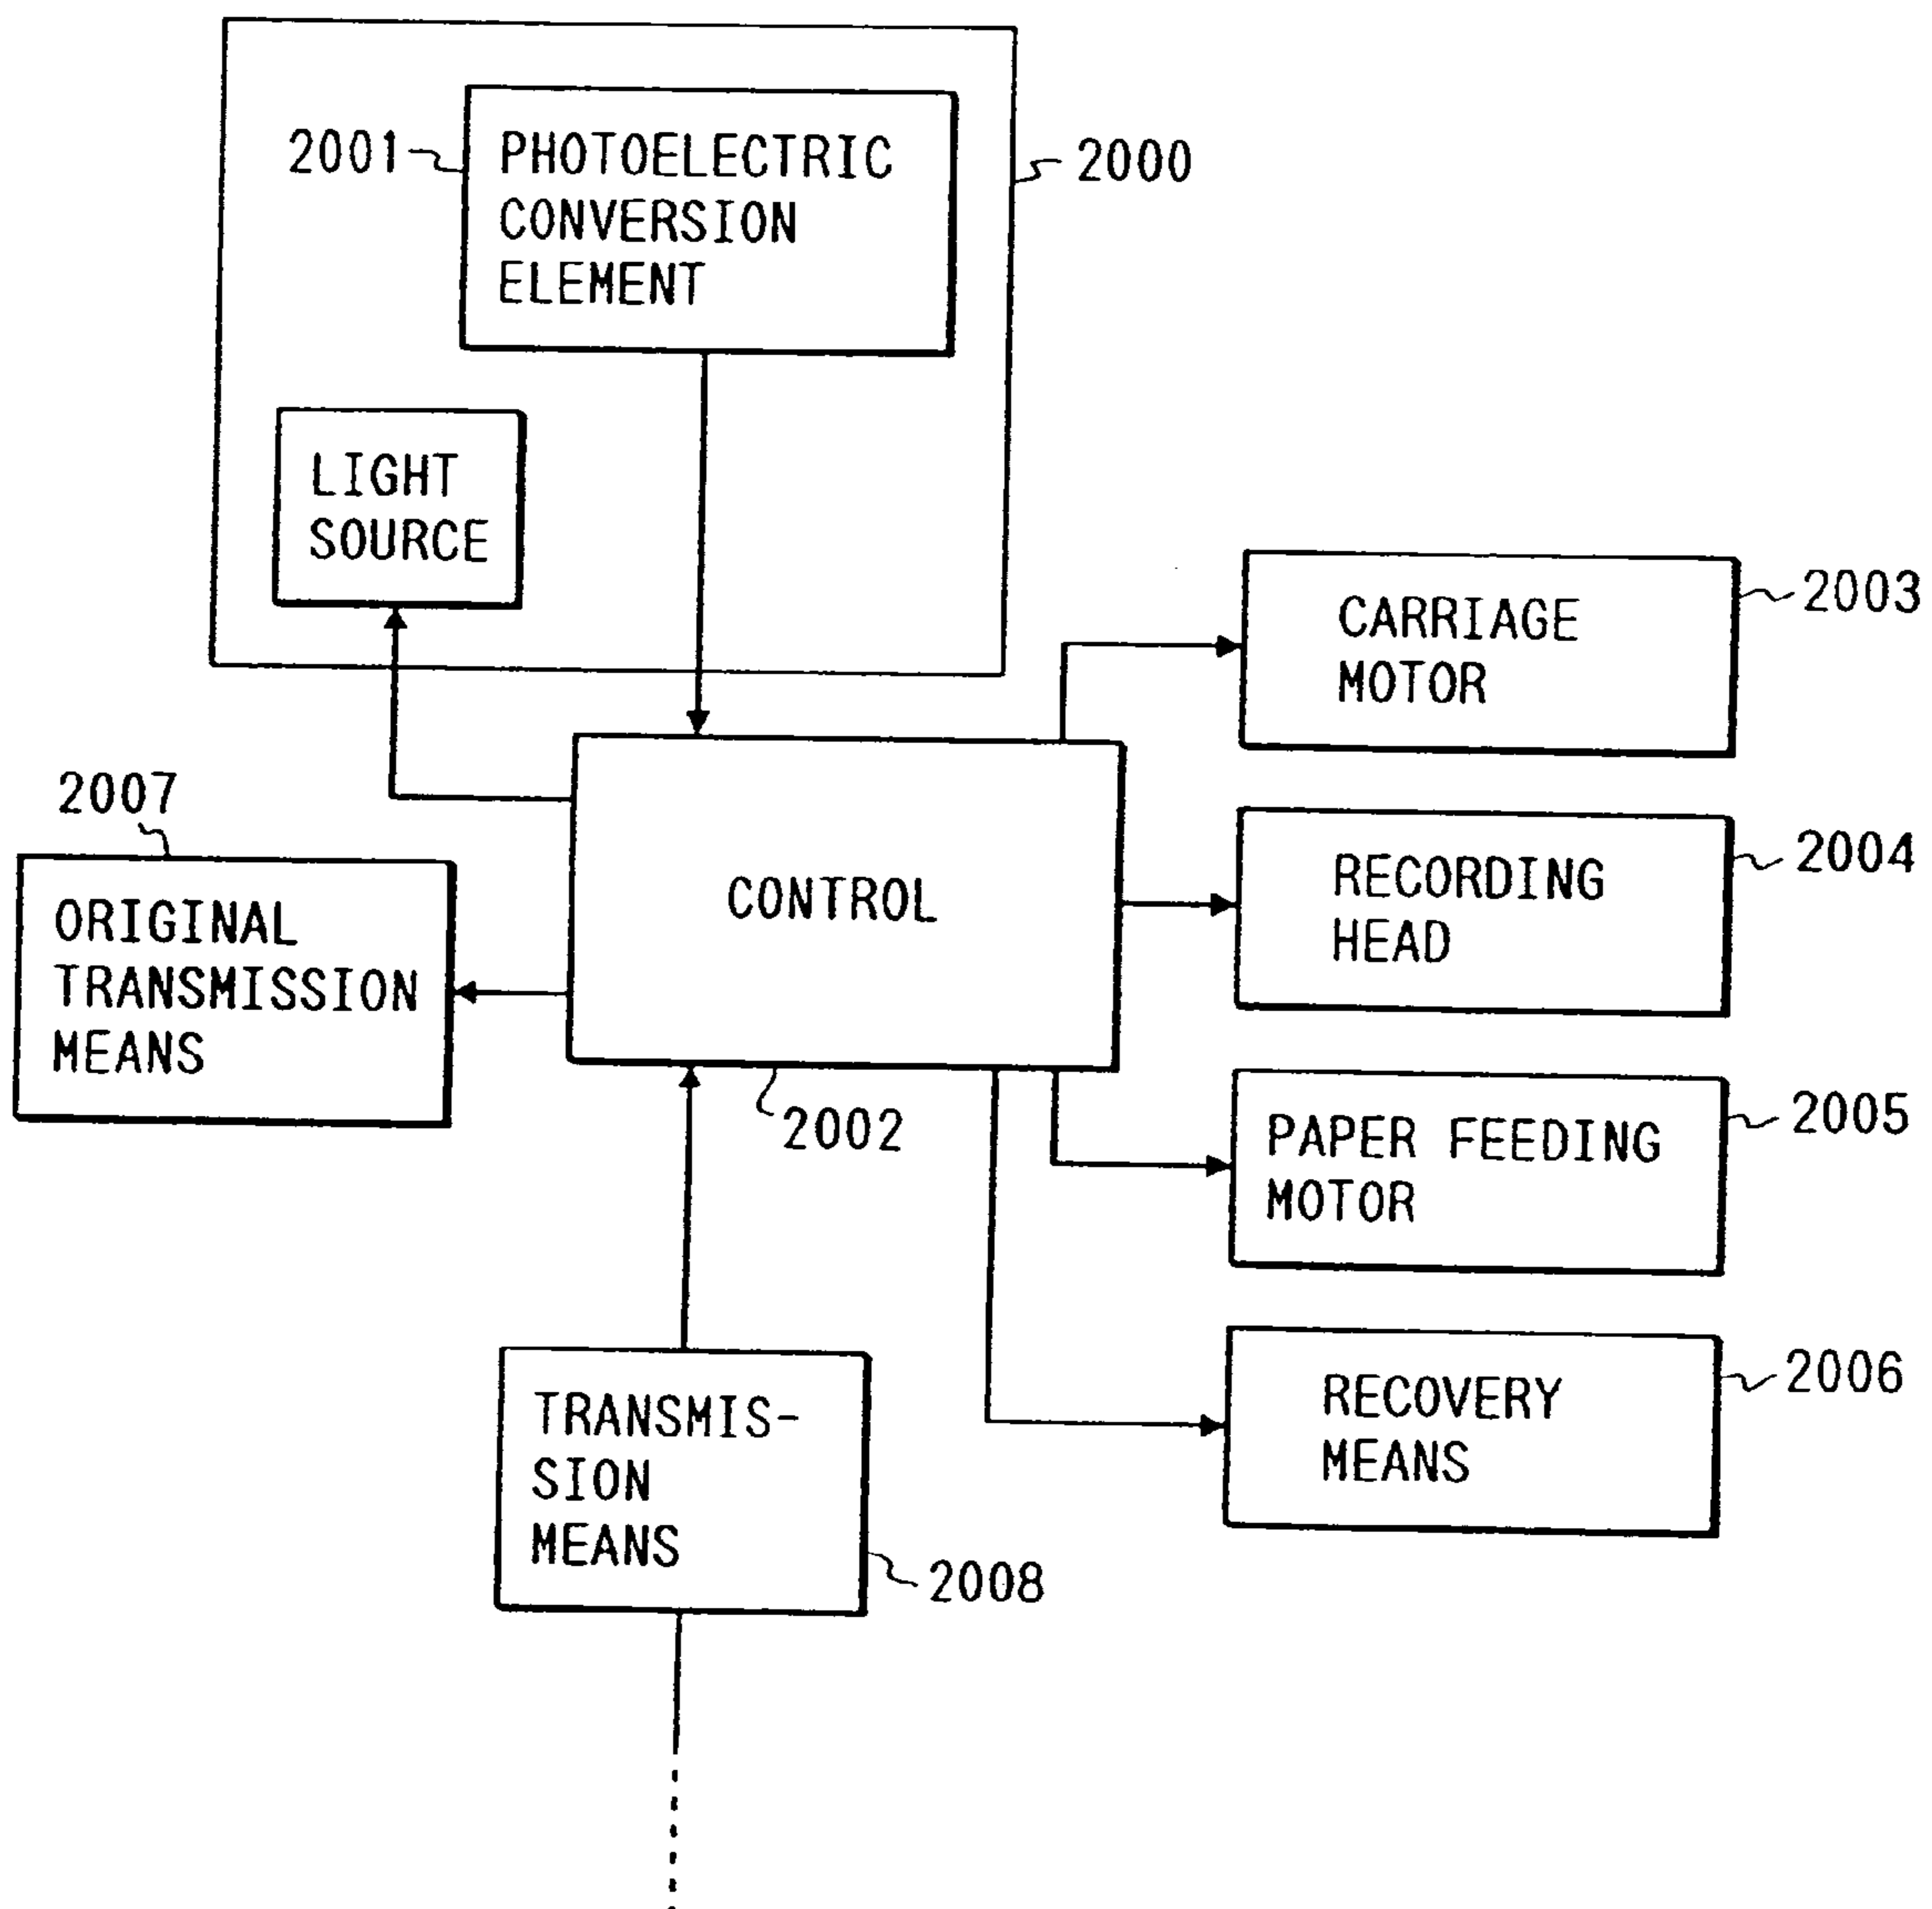 2001
PHOTOELECTRIC
CONVERSION
ELEMENT
2000
LIGHT
SOURCE
CARRIAGE
MOTOR
2003
2007
ORIGINAL
TRANSMISSION
MEANS
CONTROL
2002
RECORDING
HEAD
2004
PAPER FEEDING
MOTOR
2005
TRANSMIS-
SION
MEANS
2008
RECOVERY
MEANS
2006